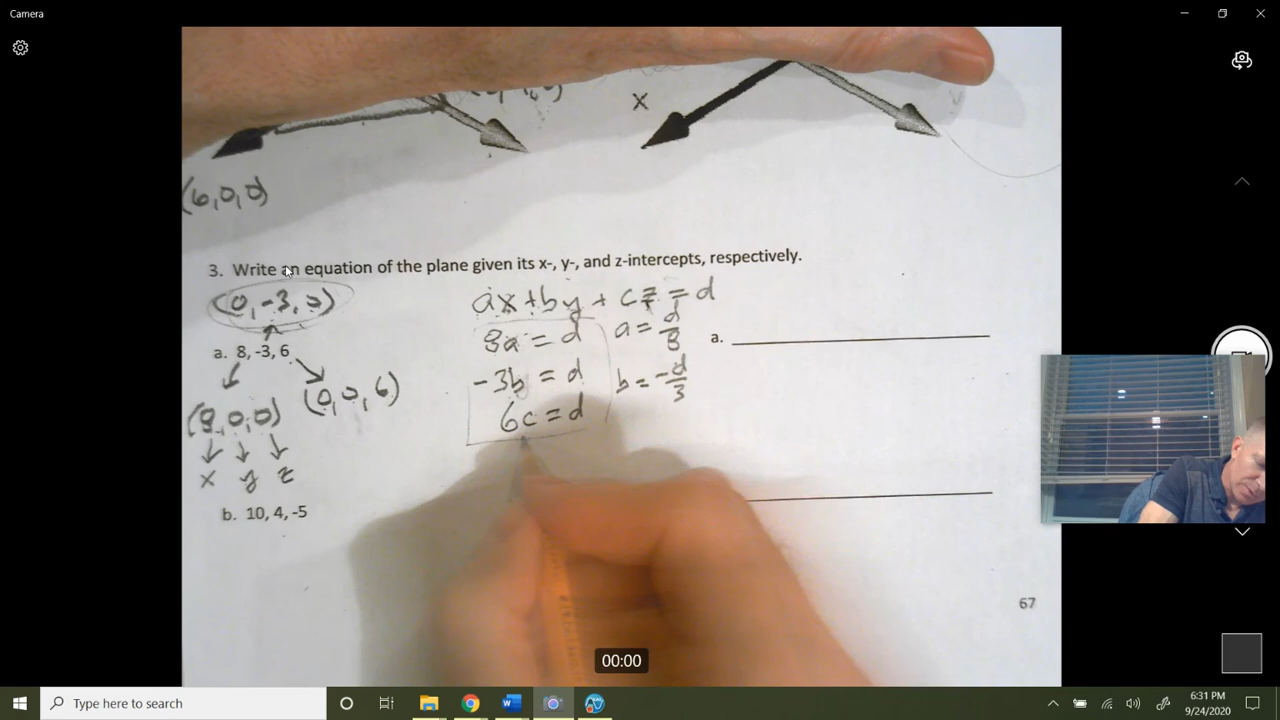 Camera
x
(6,0,0)
3. Write an equation of the plane given its x-, y-, and z-intercepts, respectively.
(0, -3, 0)
ax + by + cz = d
8a = d
a = d/8
a. 8, -3, 6
a.
-3b = d
b = -d/3
(8, 0, 0)
(0, 0, 6)
6c = d
x y z
b. 10, 4, -5
67
00:00
Type here to search
6:31 PM
9/24/2020